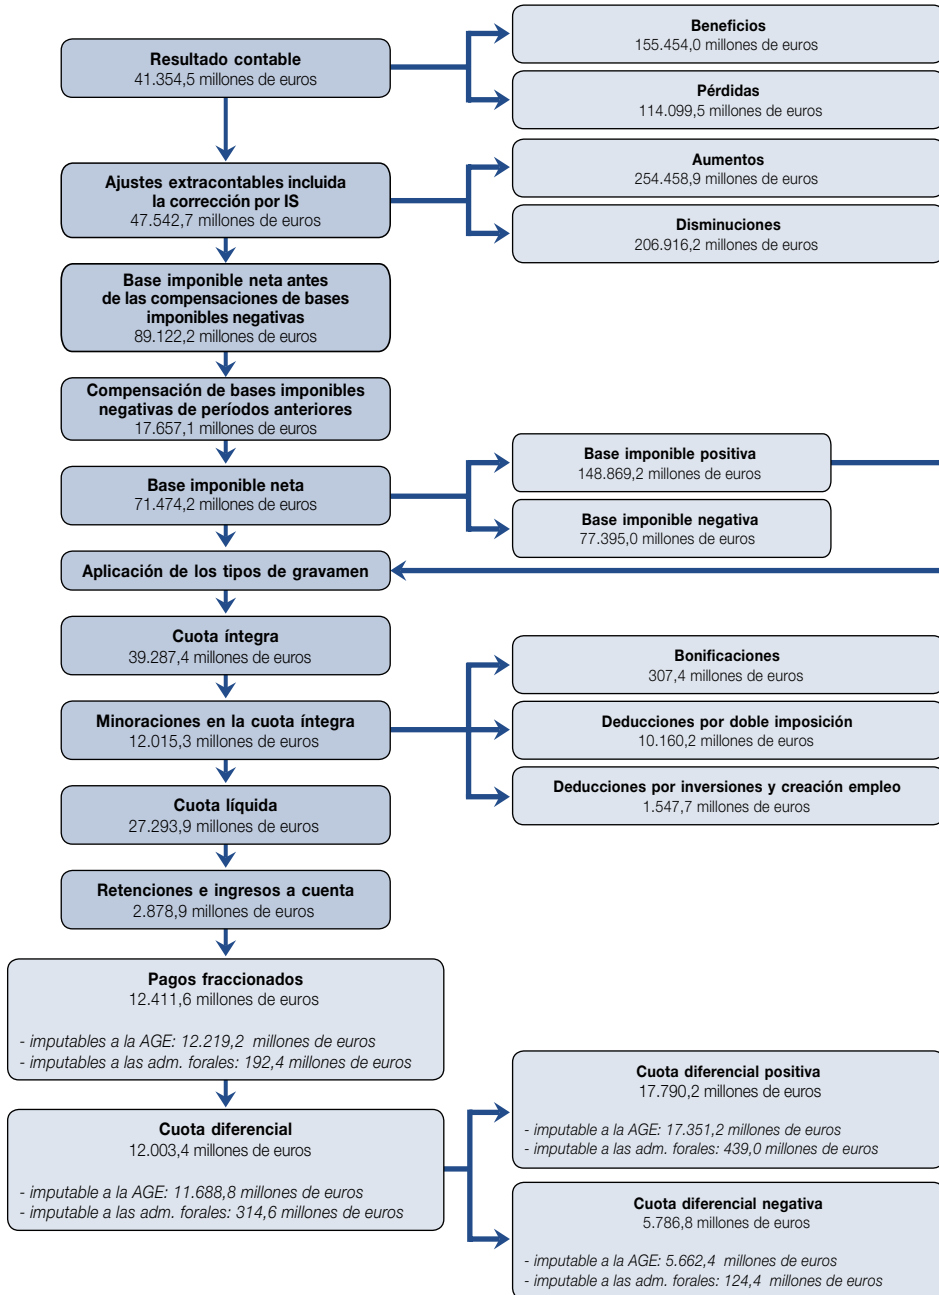 Resultado contable
41.354,5 millones de euros
Beneficios
155.454,0 millones de euros
Pérdidas
114.099,5 millones de euros
Ajustes extracontables incluida
la corrección por IS
47.542,7 millones de euros
Aumentos
254.458,9 millones de euros
Disminuciones
206.916,2 millones de euros
Base imponible neta antes
de las compensaciones de bases
imponibles negativas
89.122,2 millones de euros
Compensación de bases imponibles
negativas de períodos anteriores
17.657,1 millones de euros
Base imponible neta
71.474,2 millones de euros
Base imponible positiva
148.869,2 millones de euros
Base imponible negativa
77.395,0 millones de euros
Aplicación de los tipos de gravamen
Cuota íntegra
39.287,4 millones de euros
Minoraciones en la cuota íntegra
12.015,3 millones de euros
Bonificaciones
307,4 millones de euros
Deducciones por doble imposición
10.160,2 millones de euros
Deducciones por inversiones y creación empleo
1.547,7 millones de euros
Cuota líquida
27.293,9 millones de euros
Retenciones e ingresos a cuenta
2.878,9 millones de euros
Pagos fraccionados
12.411,6 millones de euros
- imputables a la AGE: 12.219,2 millones de euros
- imputables a las adm. forales: 192,4 millones de euros
Cuota diferencial
12.003,4 millones de euros
- imputable a la AGE: 11.688,8 millones de euros
- imputable a las adm. forales: 314,6 millones de euros
Cuota diferencial positiva
17.790,2 millones de euros
- imputable a la AGE: 17.351,2 millones de euros
- imputable a las adm. forales: 439,0 millones de euros
Cuota diferencial negativa
5.786,8 millones de euros
- imputable a la AGE: 5.662,4 millones de euros
- imputable a las adm. forales: 124,4 millones de euros